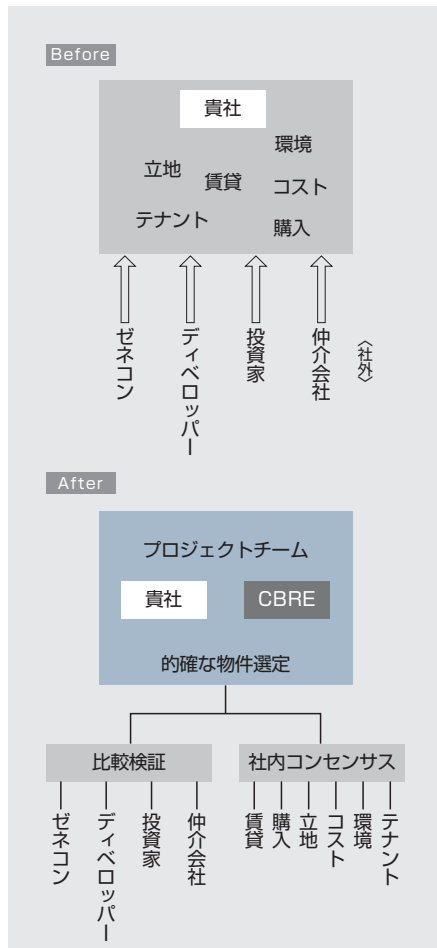 Before
貴社
環境
立地
賃貸
コスト
テナント
購入
ゼネコン
ディベロッパー
投資家
仲介会社
〈社外〉
After
プロジェクトチーム
貴社
CBRE
的確な物件選定
比較検証
社内コンセンサス
ゼネコン
ディベロッパー
投資家
仲介会社
賃貸
購入
立地
コスト
環境
テナント